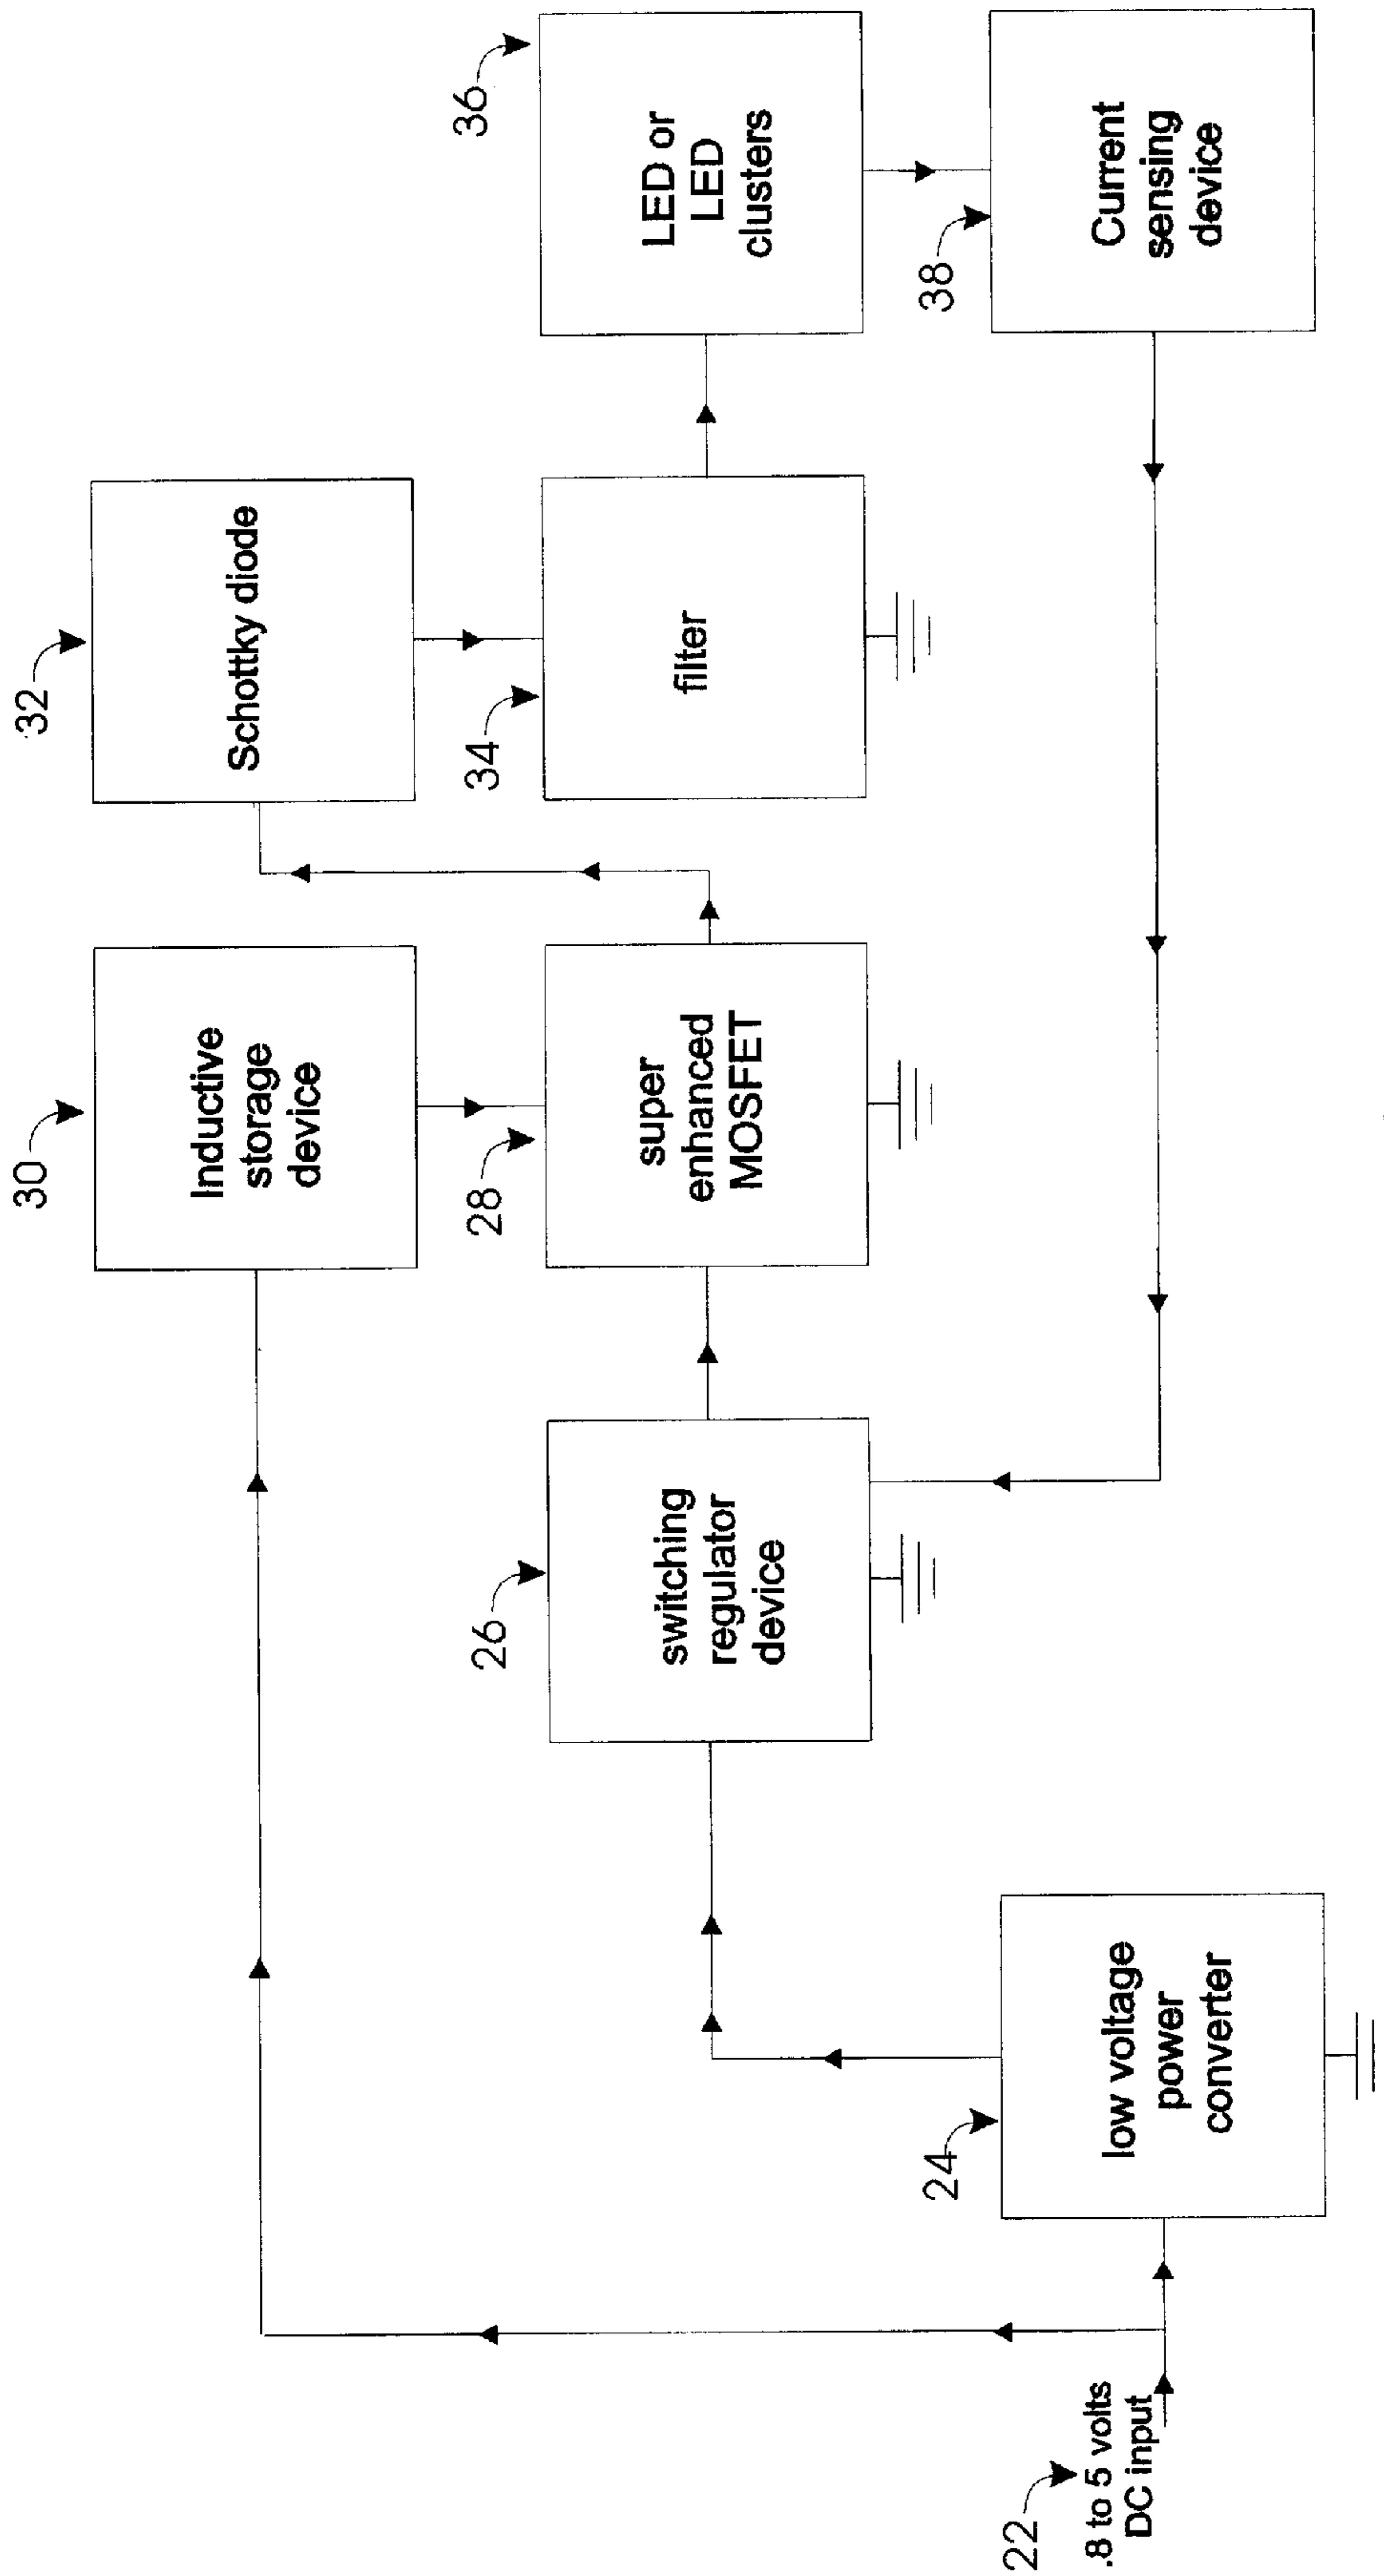 30
Inductive
storage
device
32
Schottky diode
36
LED or
LED
clusters
26
switching
regulator
device
28
super
enhanced
MOSFET
34
filter
38
Current
sensing
device
24
low voltage
power
converter
22
.8 to 5 volts
DC input